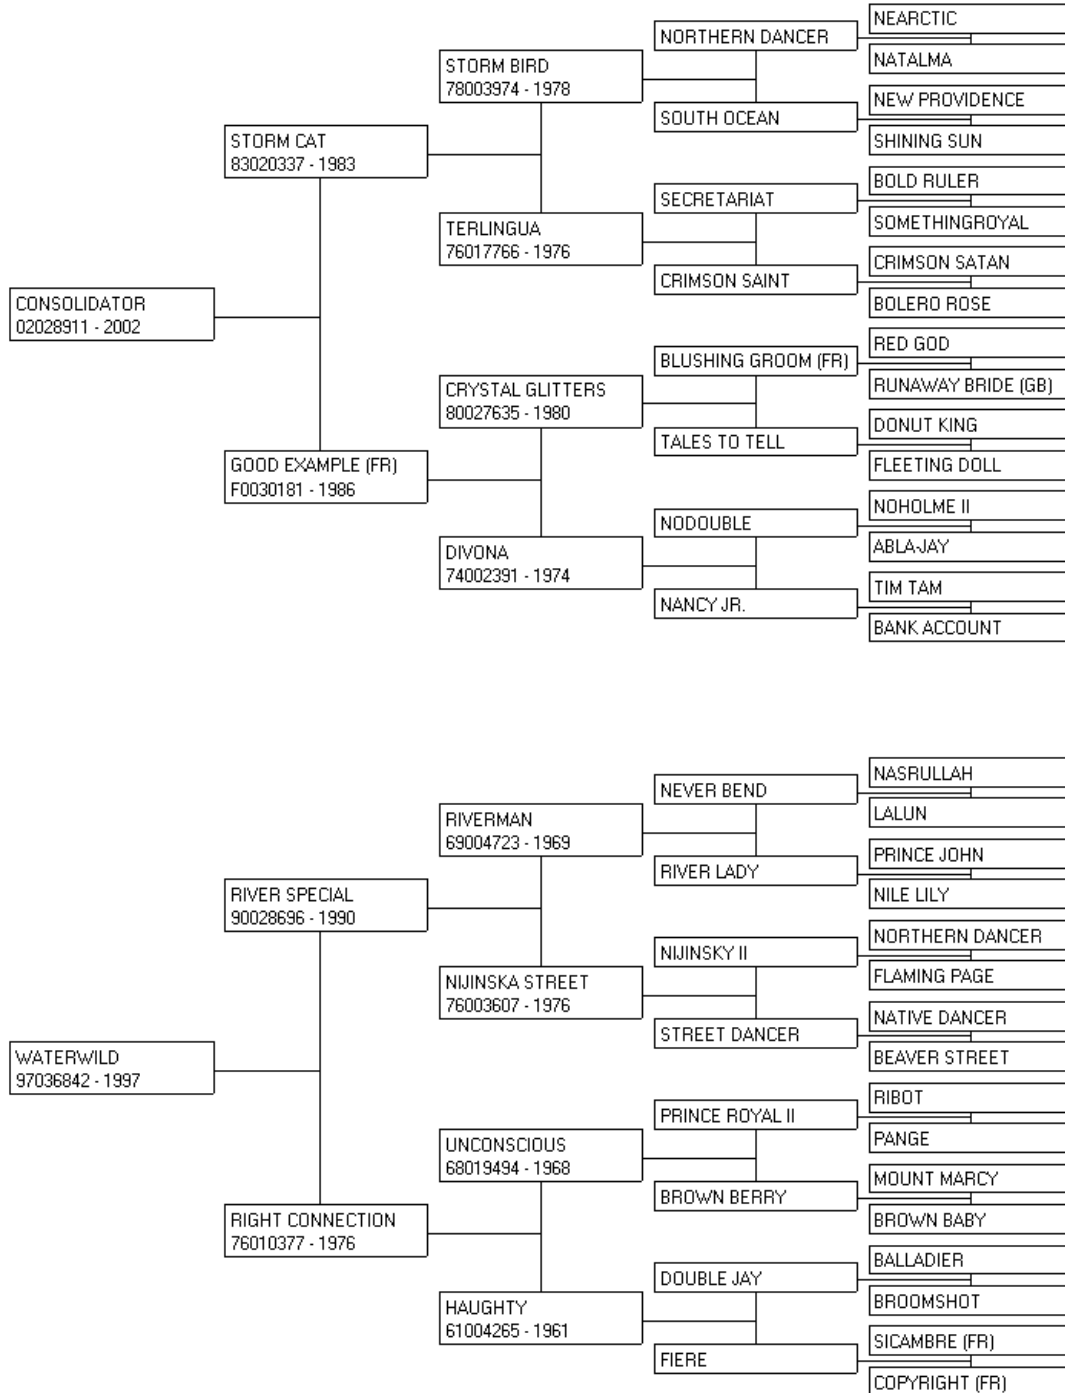 NEARCTIC
NORTHERN DANCER
NATALMA
STORM BIRD
78003974 - 1978
NEW PROVIDENCE
SOUTH OCEAN
SHINING SUN
STORM CAT
83020337 - 1983
BOLD RULER
SECRETARIAT
SOMETHINGROYAL
TERLINGUA
76017766 - 1976
CRIMSON SATAN
CRIMSON SAINT
BOLERO ROSE
CONSOLIDATOR
02028911 - 2002
RED GOD
BLUSHING GROOM (FR)
RUNAWAY BRIDE (GB)
CRYSTAL GLITTERS
80027635 - 1980
DONUT KING
TALES TO TELL
FLEETING DOLL
GOOD EXAMPLE (FR)
F0030181 - 1986
NOHOLME II
NODOUBLE
ABLA-JAY
DIVONA
74002391 - 1974
TIM TAM
NANCY JR.
BANK ACCOUNT
NASRULLAH
NEVER BEND
LALUN
RIVERMAN
69004723 - 1969
PRINCE JOHN
RIVER LADY
NILE LILY
RIVER SPECIAL
90028696 - 1990
NORTHERN DANCER
NIJINSKY II
FLAMING PAGE
NIJINSKA STREET
76003607 - 1976
NATIVE DANCER
STREET DANCER
BEAVER STREET
WATERWILD
97036842 - 1997
RIBOT
PRINCE ROYAL II
PANGE
UNCONSCIOUS
68019494 - 1968
MOUNT MARCY
BROWN BERRY
BROWN BABY
RIGHT CONNECTION
76010377 - 1976
BALLADIER
DOUBLE JAY
BROOMSHOT
HAUGHTY
61004265 - 1961
SICAMBRE (FR)
FIERE
COPYRIGHT (FR)